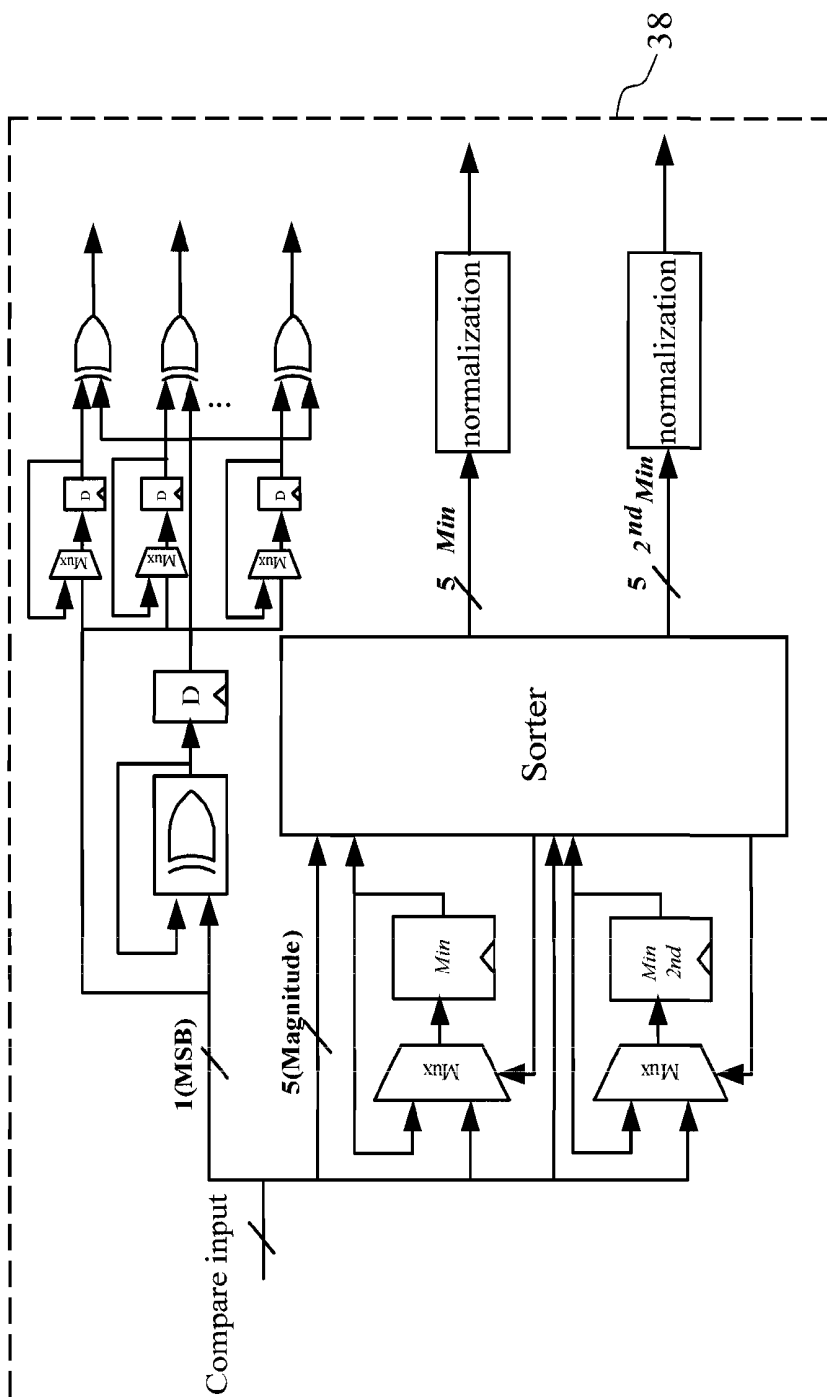 38
Mux
D
Mux
D
...
Mux
D
D
1(MSB)
Compare input
5(Magnitude)
Mux
Min
Sorter
5
Min
normalization
Mux
Min
2nd
5
2nd Min
normalization